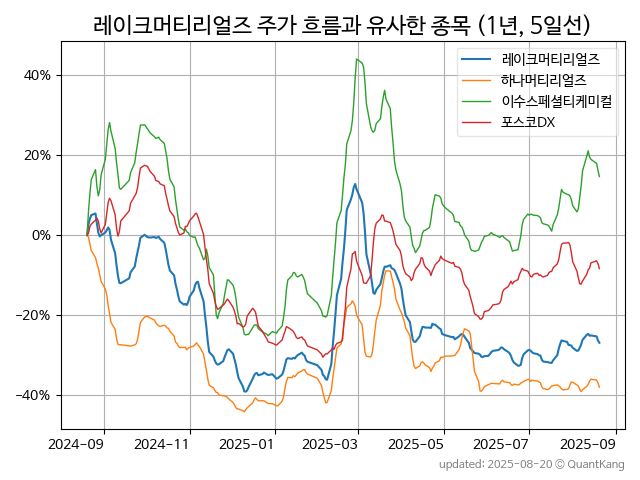 레이크머티리얼즈 주가 흐름과 유사한 종목 (1년, 5일선)
레이크머티리얼즈
하나머티리얼즈
이수스페셜티케미컬
포스코DX
40%
20%
0%
−20%
−40%
2024−09 2024−11 2025−01 2025−03 2025−05 2025−07 2025−09
updated: 2025-08-20 © QuantKang